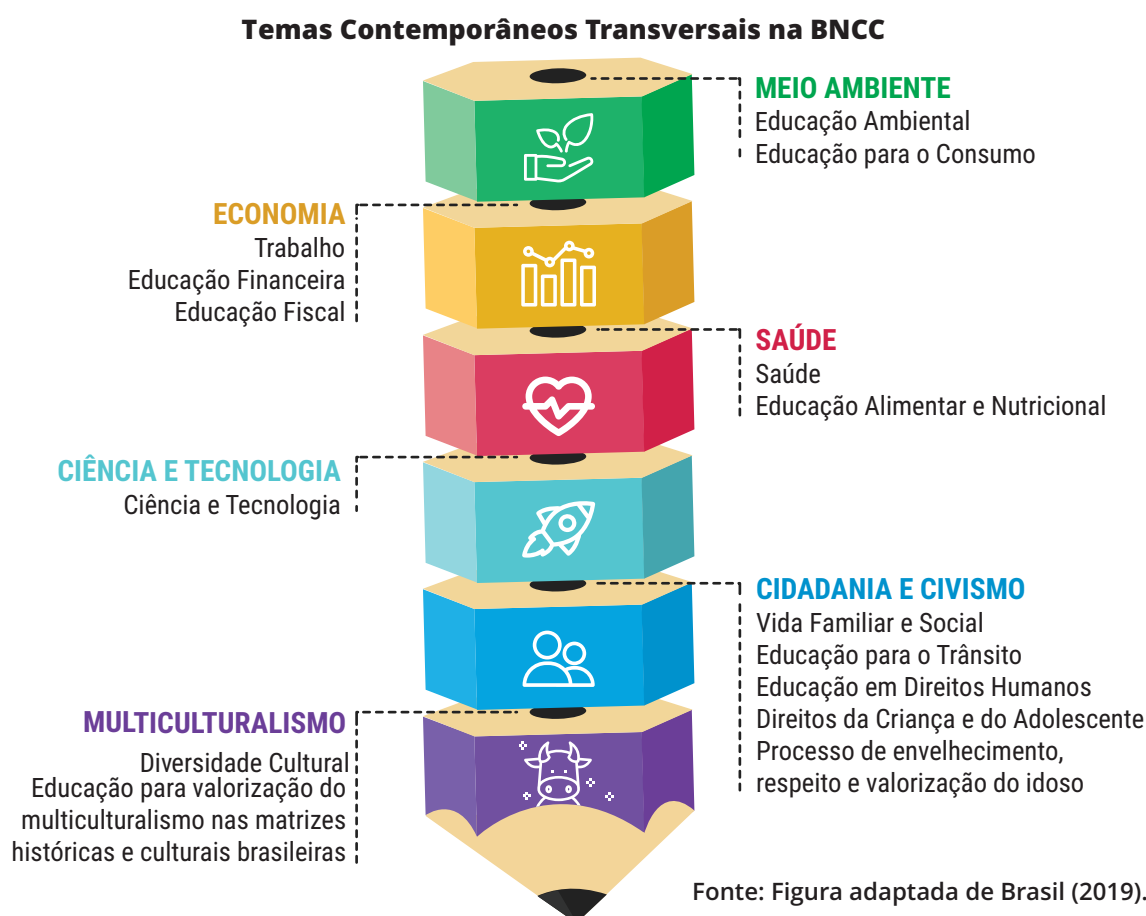 Temas Contemporâneos Transversais na BNCC
MEIO AMBIENTE
Educação Ambiental
Educação para o Consumo
ECONOMIA
Trabalho
Educação Financeira
Educação Fiscal
SAÚDE
Saúde
Educação Alimentar e Nutricional
CIÊNCIA E TECNOLOGIA
Ciência e Tecnologia
CIDADANIA E CIVISMO
Vida Familiar e Social
Educação para o Trânsito
Educação em Direitos Humanos
Direitos da Criança e do Adolescente
Processo de envelhecimento,
respeito e valorização do idoso
MULTICULTURALISMO
Diversidade Cultural
Educação para valorização do
multiculturalismo nas matrizes
históricas e culturais brasileiras
Fonte: Figura adaptada de Brasil (2019).